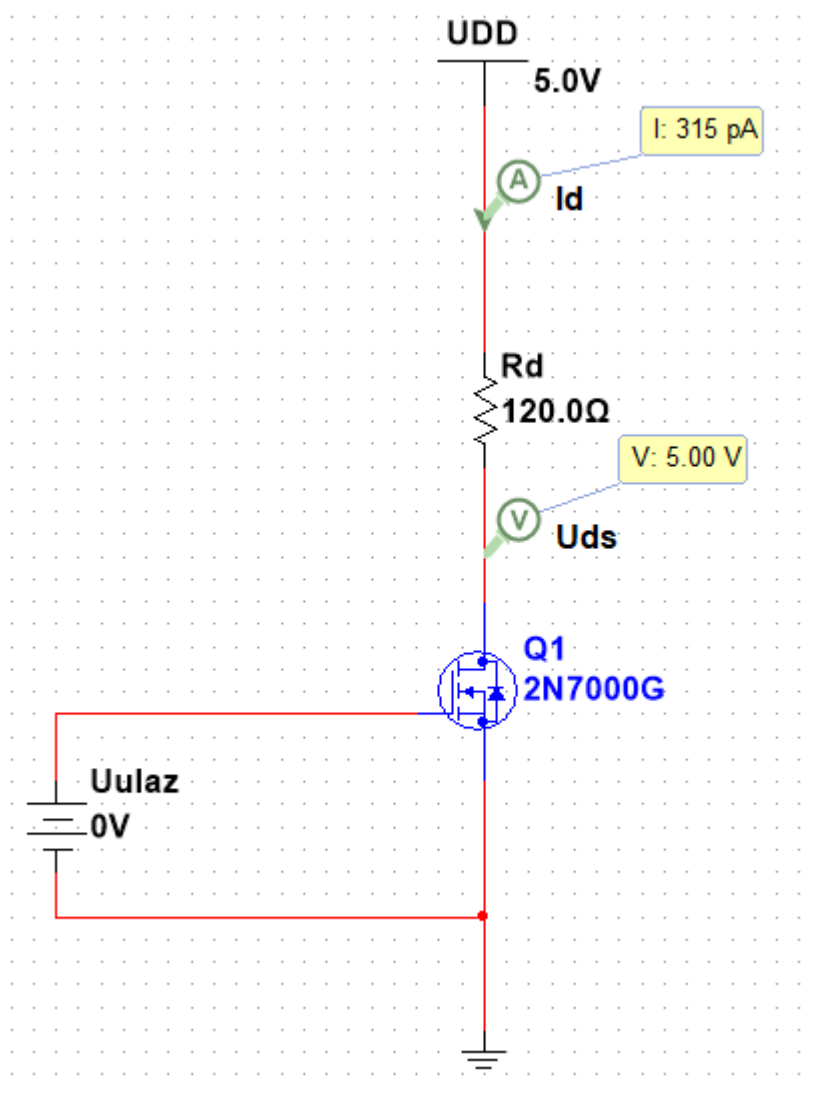 UDD
5.0V
I: 315 pA
A
Id
Rd
120.0Ω
V: 5.00 V
V
Uds
Q1
2N7000G
Uulaz
0V